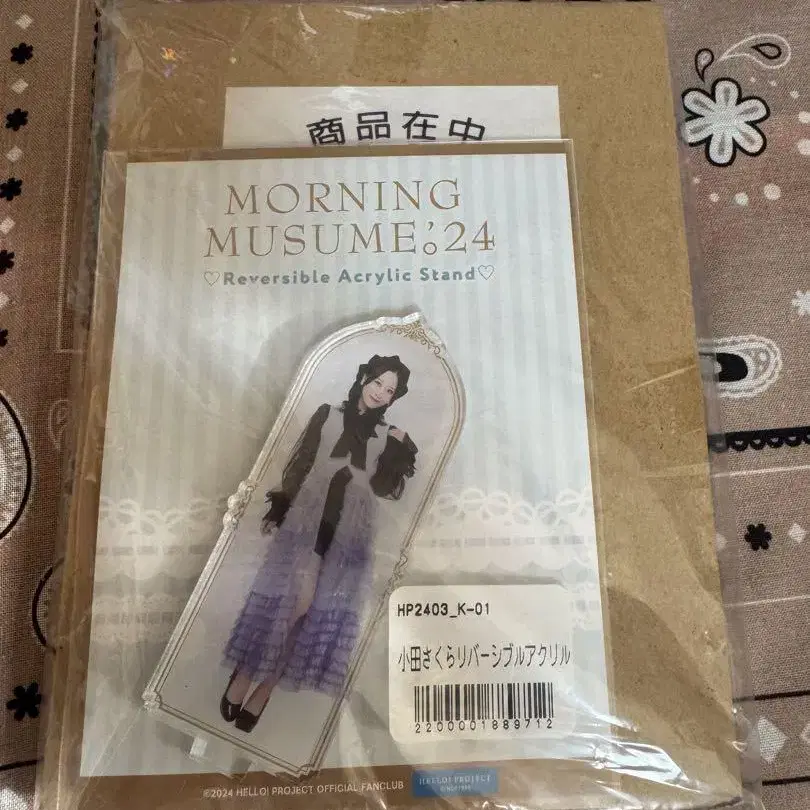 商品在中
MORNING
MUSUME。'24
♡Reversible Acrylic Stand♡
HP2403_K-01
小田さくらリバーシブルアクリル
2200001889712
©2024 HELLO! PROJECT OFFICIAL FANCLUB
HELLO! PROJECT